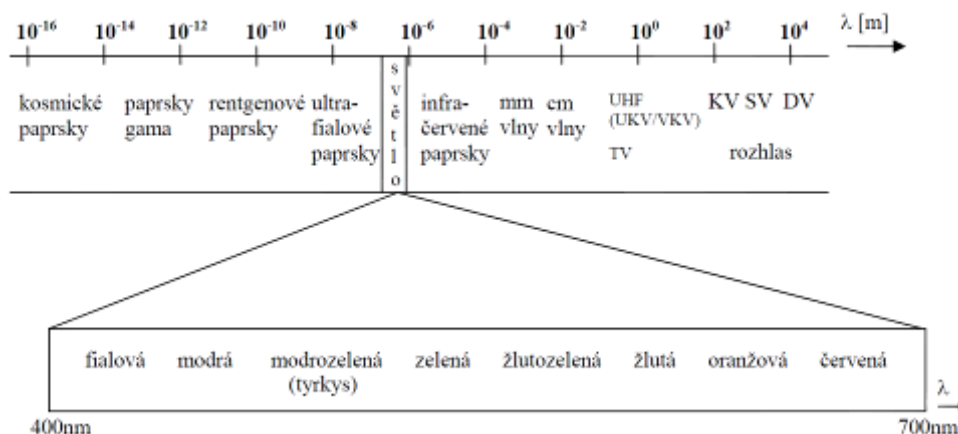 10⁻¹⁶ 10⁻¹⁴ 10⁻¹² 10⁻¹⁰ 10⁻⁸ 10⁻⁶ 10⁻⁴ 10⁻² 10⁰ 10² 10⁴ λ [m]
kosmické paprsky
paprsky gama
rentgenové paprsky
ultra-
fialové
paprsky
světlo
infra-
červené
paprsky
mm vlny
cm vlny
UHF
(UKV/VKV)
TV
KV SV DV
rozhlas
fialová modrá modrozelená zelená žlutozelená žlutá oranžová červená
(tyrkys)
λ
400nm 700nm